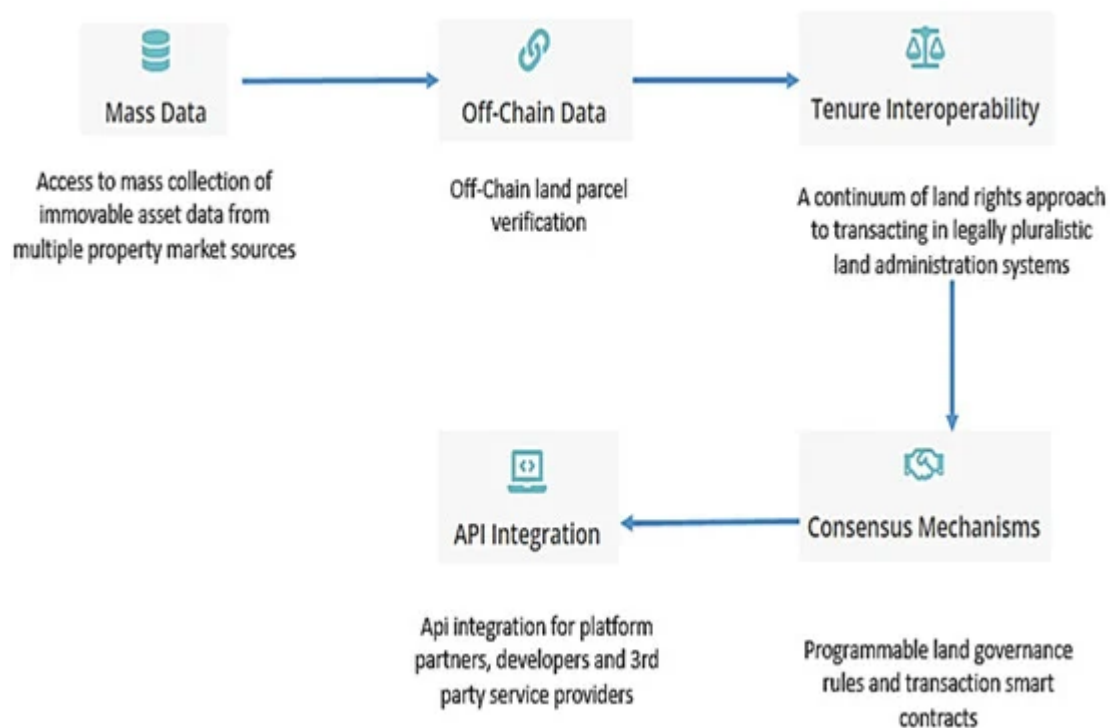 Mass Data
Access to mass collection of
immovable asset data from
multiple property market sources
Off-Chain Data
Off-Chain land parcel
verification
Tenure Interoperability
A continuum of land rights approach
to transacting in legally pluralistic
land administration systems
Consensus Mechanisms
Programmable land governance
rules and transaction smart
contracts
API Integration
Api integration for platform
partners, developers and 3rd
party service providers